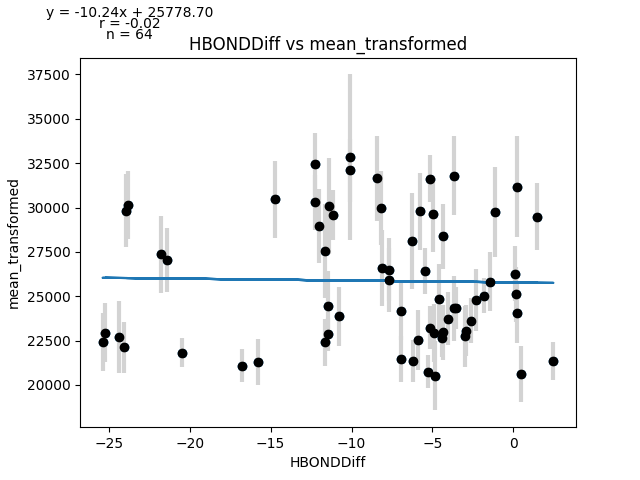 y = -10.24x + 25778.70
r = -0.02
n = 64
HBONDDiff vs mean_transformed
37500
35000
32500
30000
27500
25000
22500
20000
mean_transformed
−25
−20
−15
−10
−5
0
HBONDDiff